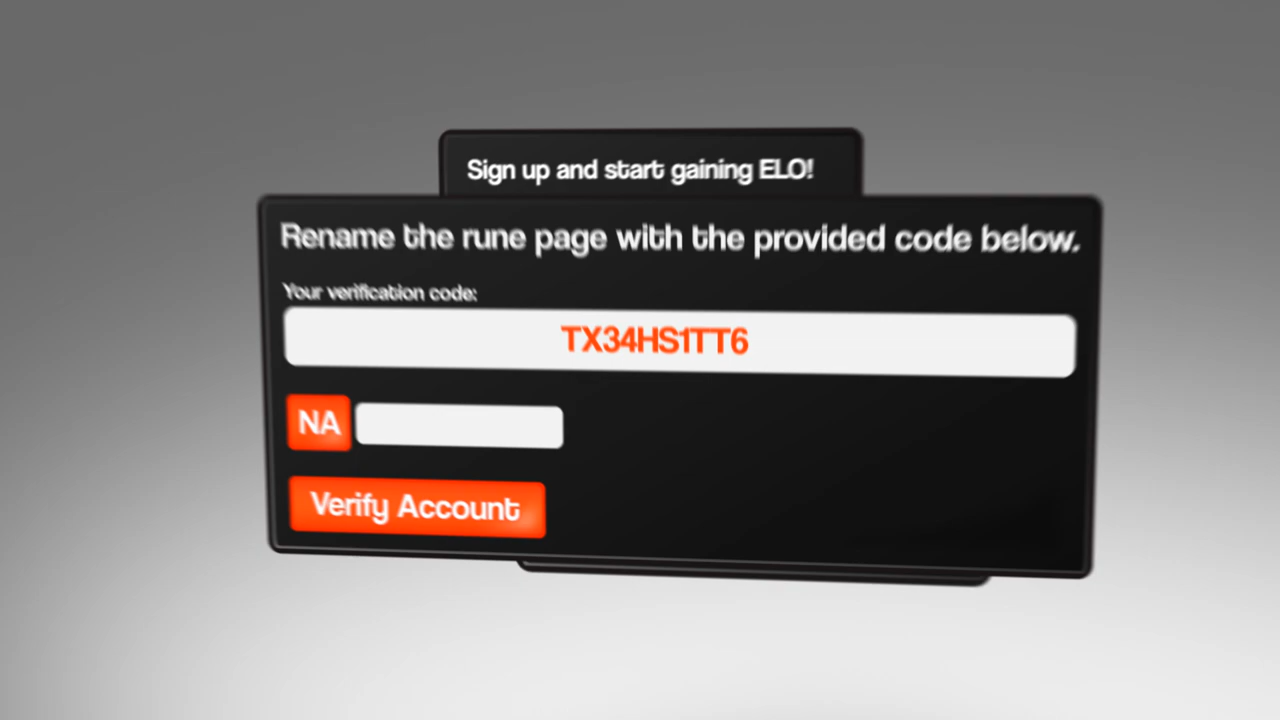 Sign up and start gaining ELO!
Rename the rune page with the provided code below.
Your verification code:
TX34HS1TT6
NA
Verify Account